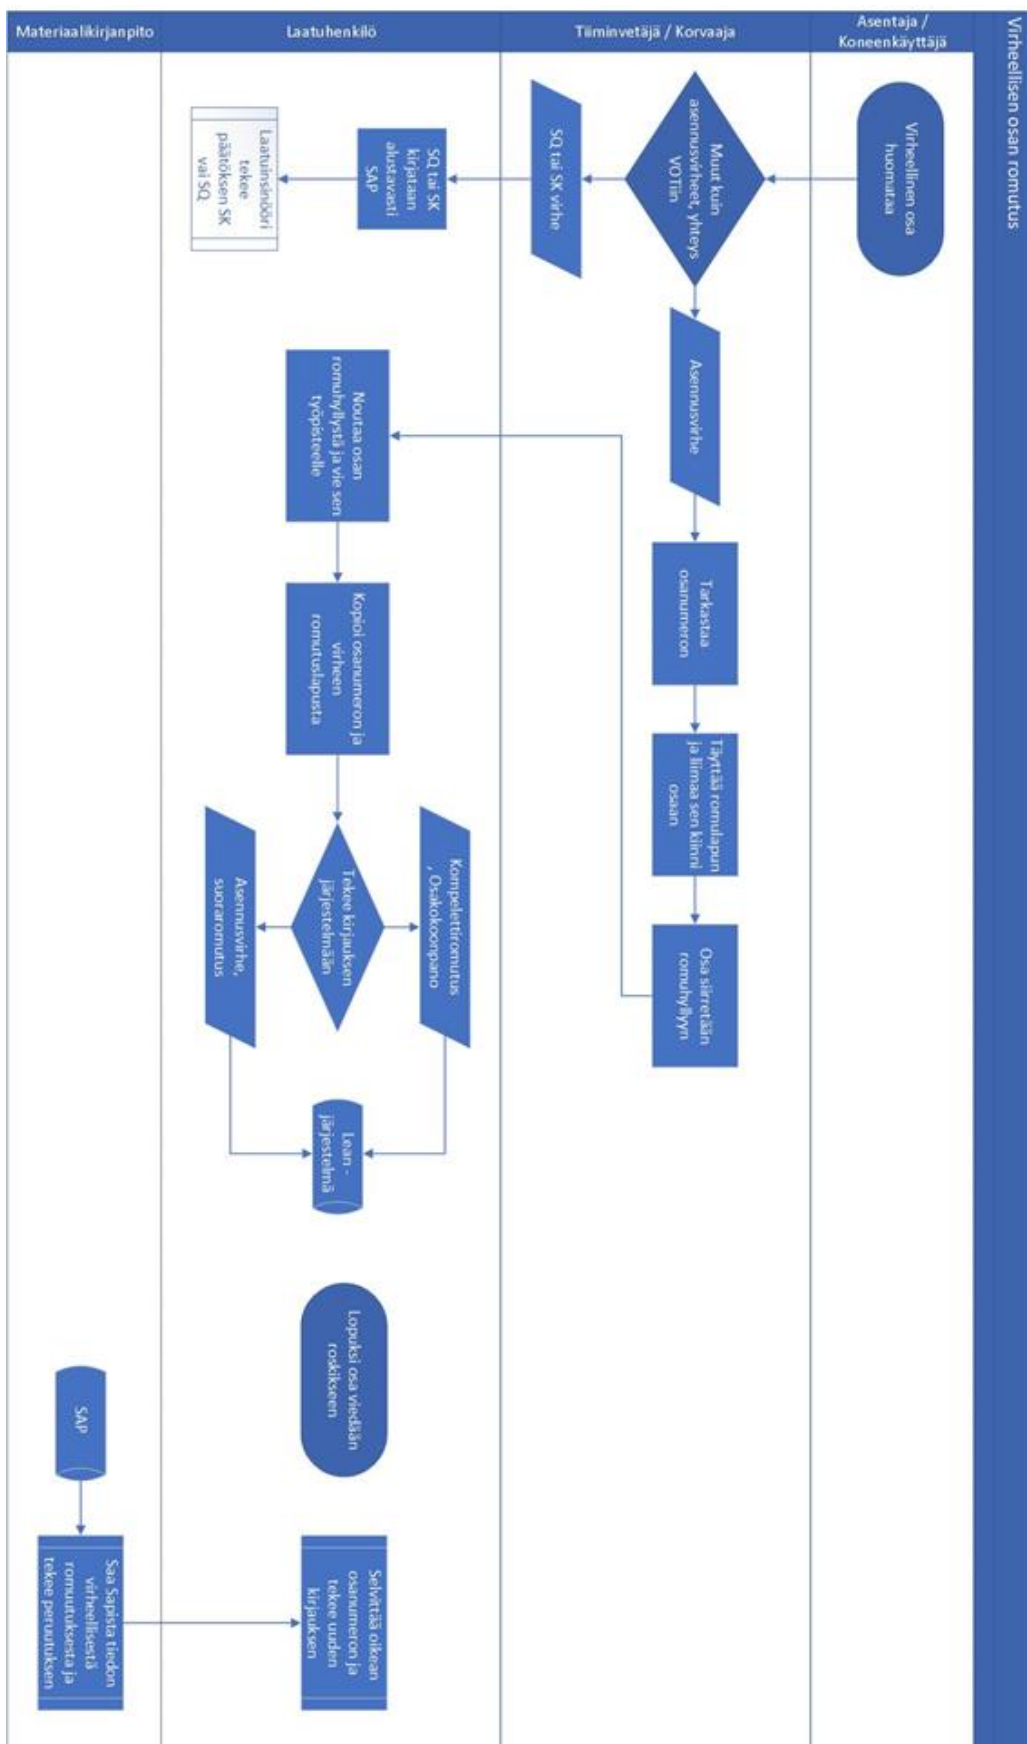 Virheellisen osan romutus
Asentaja /
Koneenkäyttäjä
Virheellinen osa
huomataa
Tiiminvetäjä / Korvaaja
Muut kuin
asennusvirheet, yhteys
VOTiin
Asennusvirhe
Tarkastaa
osanumeron
Täyttää romulapun
ja liimaa sen kiinni
osaan
Osa siirretään
romuhyllyyn
SQ tai SK virhe
Laatuhenkilö
SQ tai SK
kirjataan
alustavasti
SAP
Laatuinsinööri
tekee
päätöksen SK
vai SQ
Noutaa osan
romuhyllystä ja vie sen
työpisteelle
Kopioi osanumeron ja
virheen
romutuslapusta
Tekee kirjauksen
järjestelmään
Kompelettiromutus
, Osakokoonpano
Asennusvirhe,
suoraromutus
Lean -
järjestelmä
Lopuksi osa viedään
roskikseen
Selvittää oikean
osanumeron ja
tekee uuden
kirjauksen
Materiaalikirjanpito
SAP
Saa Sapista tiedon
virheellisestä
romuutuksesta ja
tekee peruutuksen